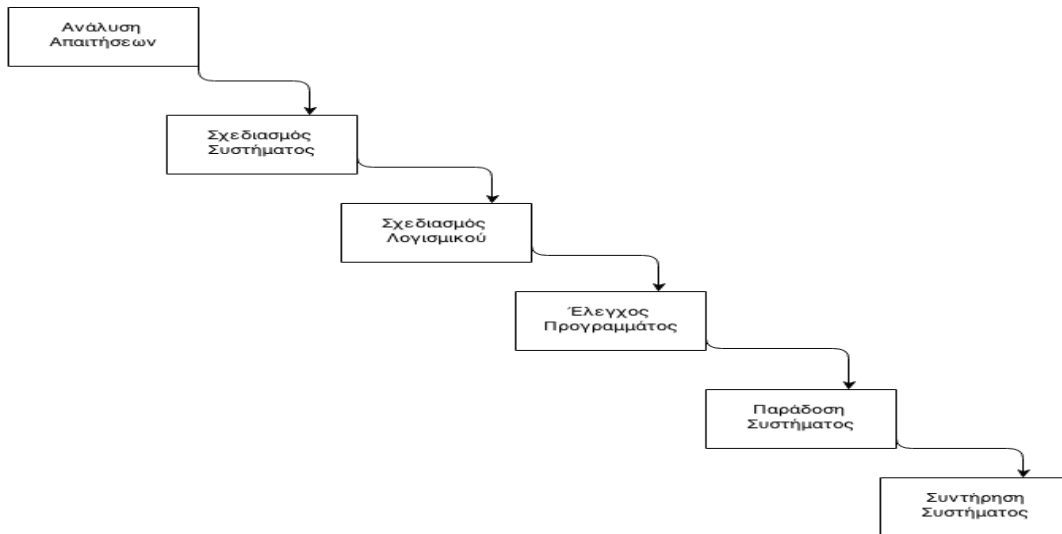 Ανάλυση
Απαιτήσεων
Σχεδιασμός
Συστήματος
Σχεδιασμός
Λογισμικού
Έλεγχος
Προγραμμάτος
Παράδοση
Συστήματος
Συντήρηση
Συστήματος